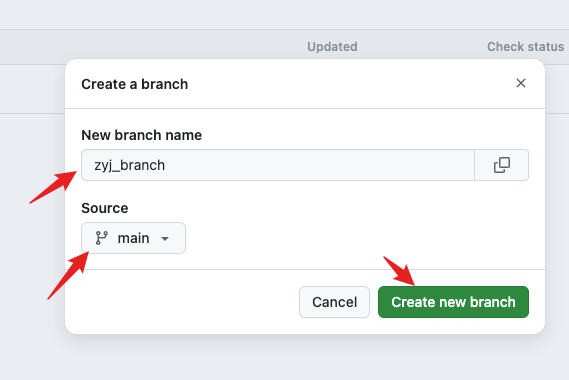 Updated Check status
Create a branch
New branch name
zyj_branch
Source
main
Cancel Create new branch